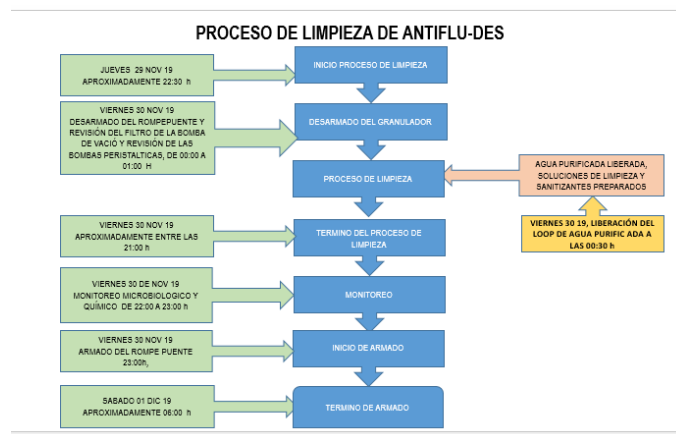 PROCESO DE LIMPIEZA DE ANTIFLU-DES
JUEVES 29 NOV 19
APROXIMADAMENTE 22:30 h
INICIO PROCESO DE LIMPIEZA
VIERNES 30 NOV 19
DESARMADO DEL ROMPEPUENTE Y
REVISIÓN DEL FILTRO DE LA BOMBA
DE VACIÓ Y REVISIÓN DE LAS
BOMBAS PERISTALTICAS, DE 00:00 A
01:00 H
DESARMADO DEL GRANULADOR
PROCESO DE LIMPIEZA
AGUA PURIFICADA LIBERADA,
SOLUCIONES DE LIMPIEZA Y
SANITIZANTES PREPARADOS
VIERNES 30 19, LIBERACIÓN DEL
LOOP DE AGUA PURIFIC ADA A
LAS 00:30 h
VIERNES 30 NOV 19
APROXIMADAMENTE ENTRE LAS
21:00 h
TERMINO DEL PROCESO DE
LIMPIEZA
VIERNES 30 DE NOV 19
MONITOREO MICROBIOLOGICO Y
QUÍMICO DE 22:00 A 23:00 h
MONITOREO
VIERNES 30 NOV 19
ARMADO DEL ROMPE PUENTE
23:00h,
INICIO DE ARMADO
SABADO 01 DIC 19
APROXIMADAMENTE 06:00 h
TERMINO DE ARMADO